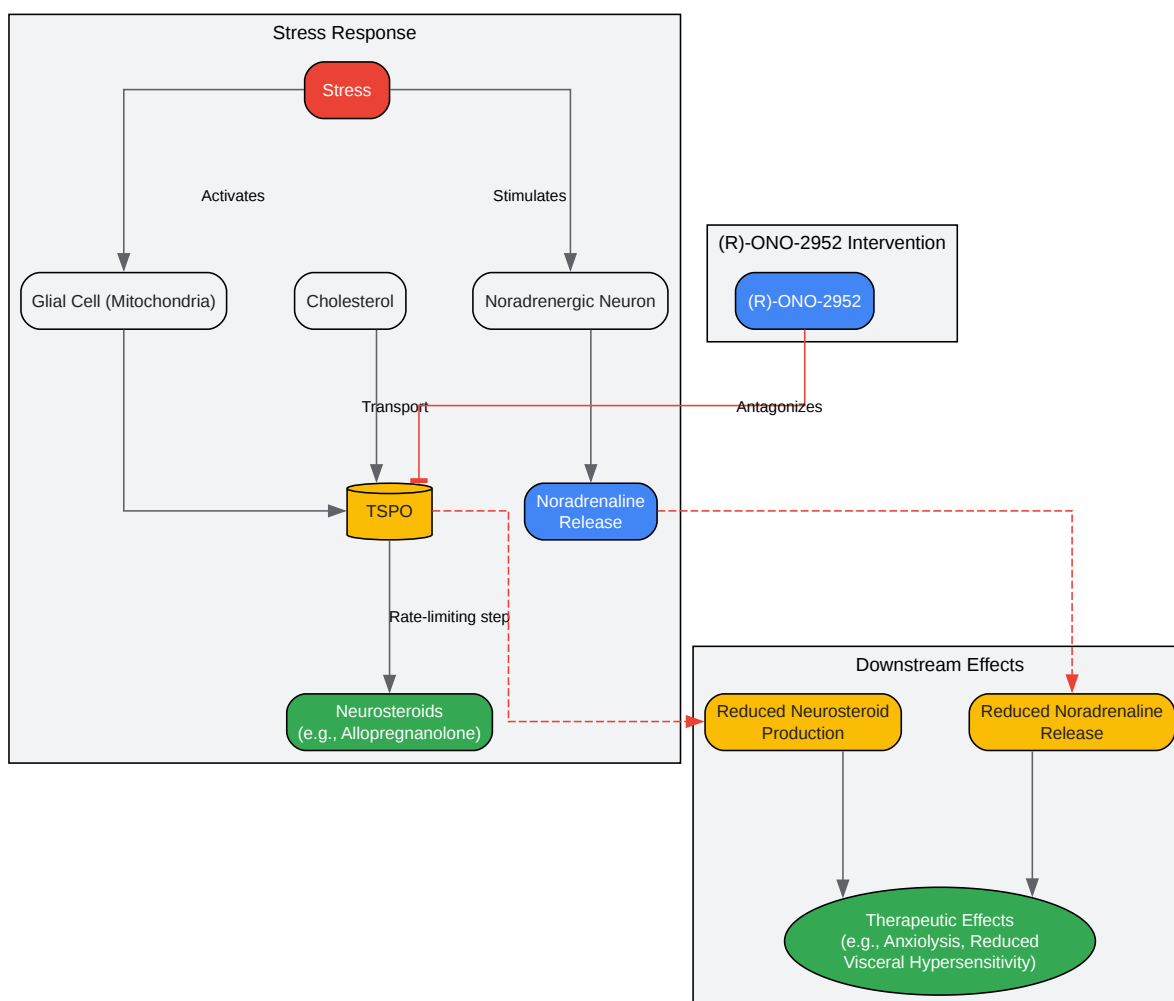 Stress Response
Stress
Activates
Stimulates
(R)-ONO-2952 Intervention
Glial Cell (Mitochondria)
Cholesterol
Noradrenergic Neuron
(R)-ONO-2952
Transport
Antagonizes
TSPO
Noradrenaline
Release
Rate-limiting step
Downstream Effects
Neurosteroids
(e.g., Allopregnanolone)
Reduced Neurosteroid
Production
Reduced Noradrenaline
Release
Therapeutic Effects
(e.g., Anxiolysis, Reduced
Visceral Hypersensitivity)